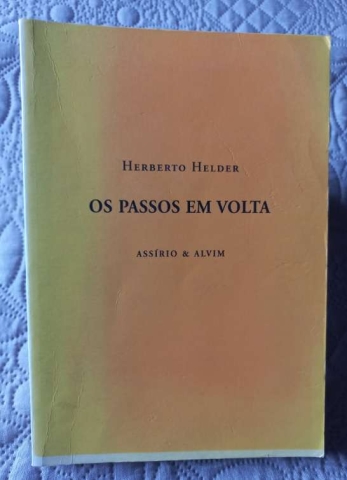 HERBERTO HELDER
OS PASSOS EM VOLTA
ASSÍRIO & ALVIM